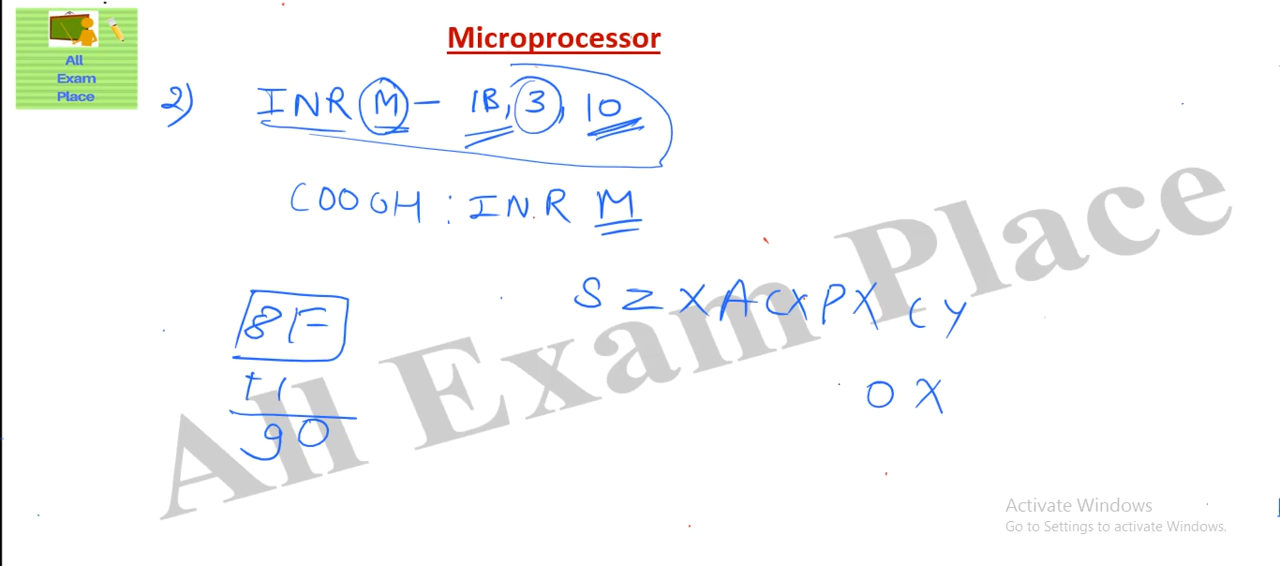 All
Exam
Place
Microprocessor
2) INR M - 1B, 3, 10
C000H : INR M
8F
+1
90
S Z X AC X P X CY
0 X
All Exam Place
Activate Windows
Go to Settings to activate Windows.